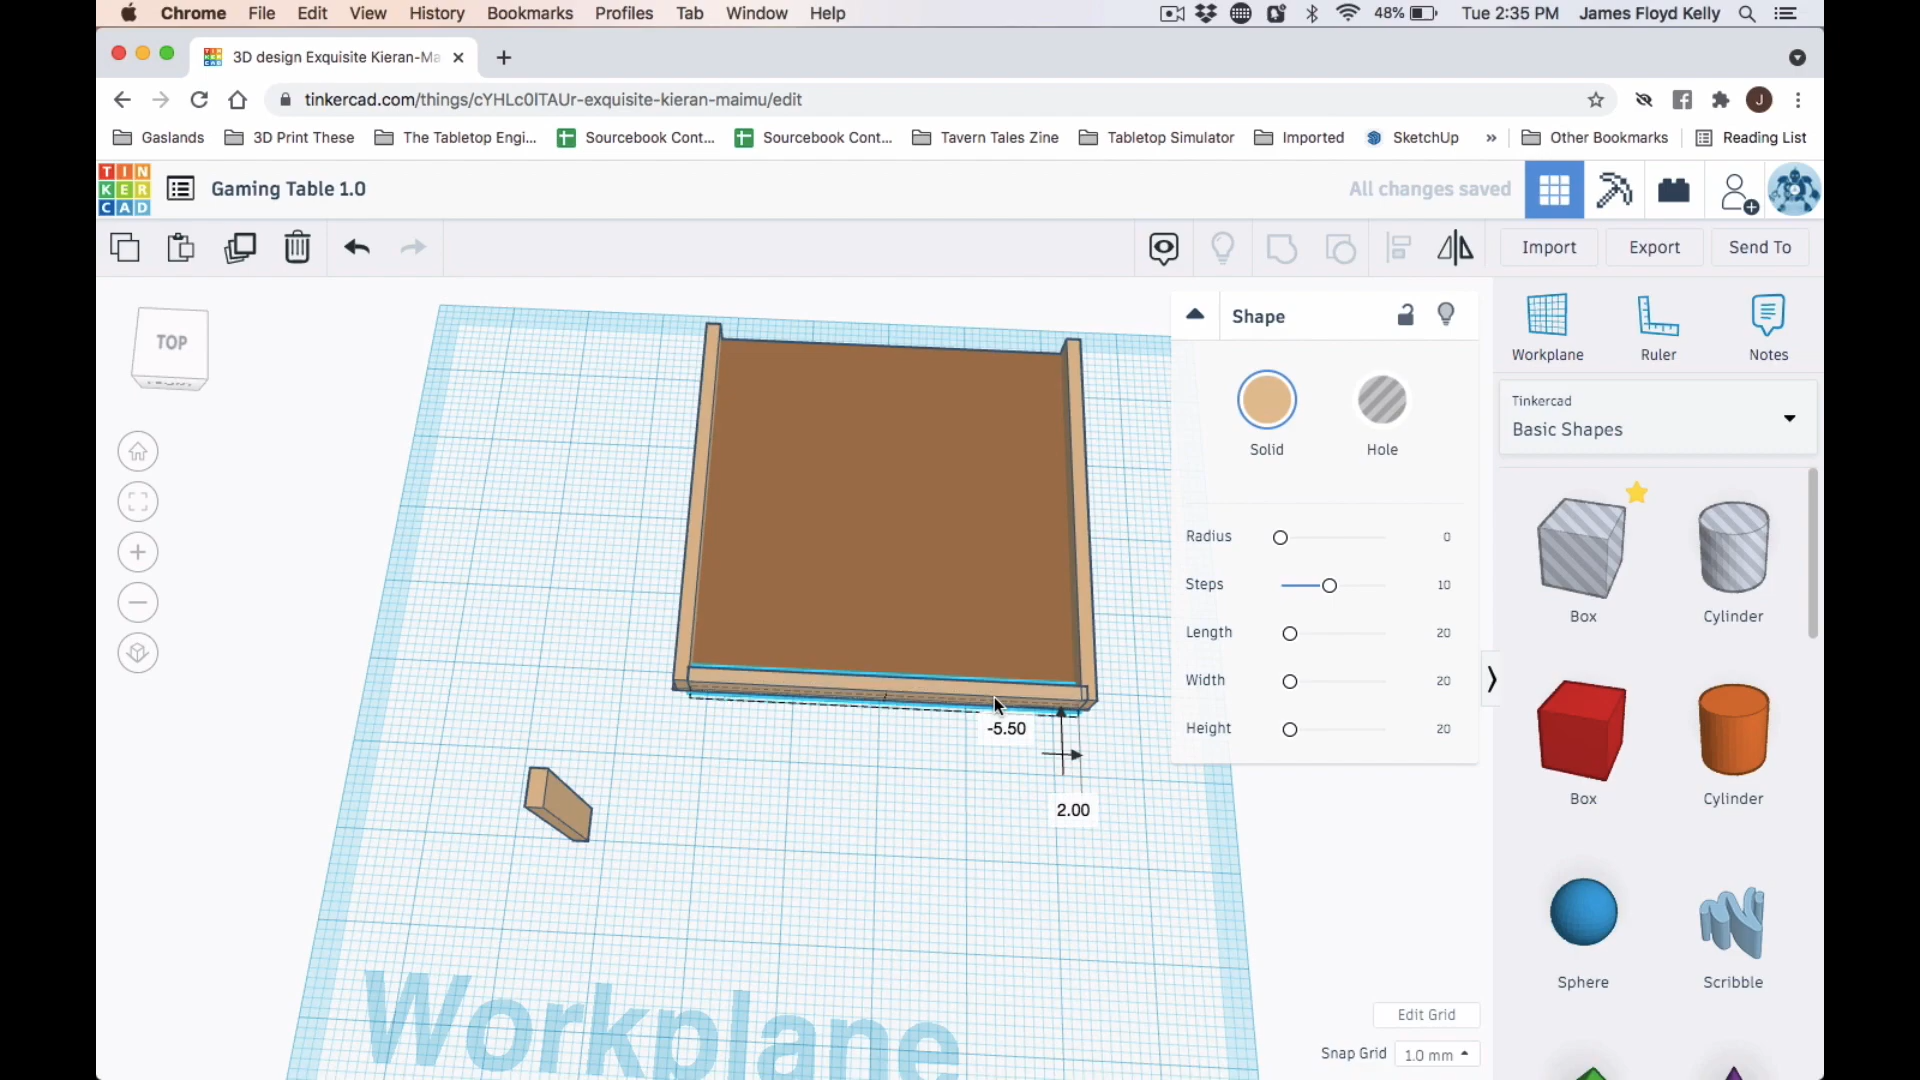 Chrome File Edit View History Bookmarks Profiles Tab Window Help 48% Tue 2:35 PM James Floyd Kelly
3D design Exquisite Kieran-Ma
tinkercad.com/things/cYHLc0lTAUr-exquisite-kieran-maimu/edit J
Gaslands 3D Print These The Tabletop Engi... Sourcebook Cont... Sourcebook Cont... Tavern Tales Zine Tabletop Simulator Imported SketchUp » Other Bookmarks Reading List
TIN
KER
CAD
Gaming Table 1.0 All changes saved
Import Export Send To
TOP
Shape
Workplane Ruler Notes
Solid Hole
Tinkercad
Basic Shapes
Radius 0
Steps 10
Length 20
Width 20
Height 20
Box Cylinder
Box Cylinder
Sphere Scribble
-5.50
2.00
Workplane
Edit Grid
Snap Grid 1.0 mm